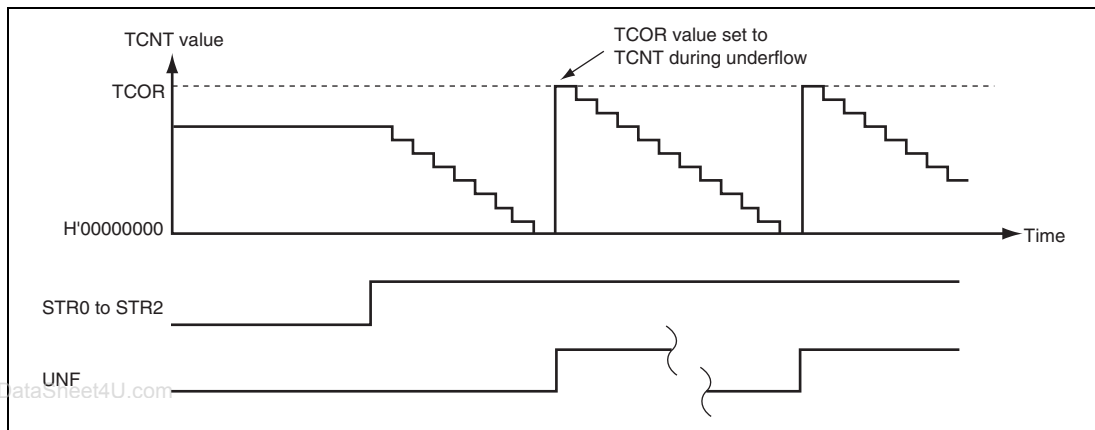 TCNT value
TCOR value set to
TCNT during underflow
TCOR
H'00000000
Time
STR0 to STR2
UNF
DataSheet4U.com